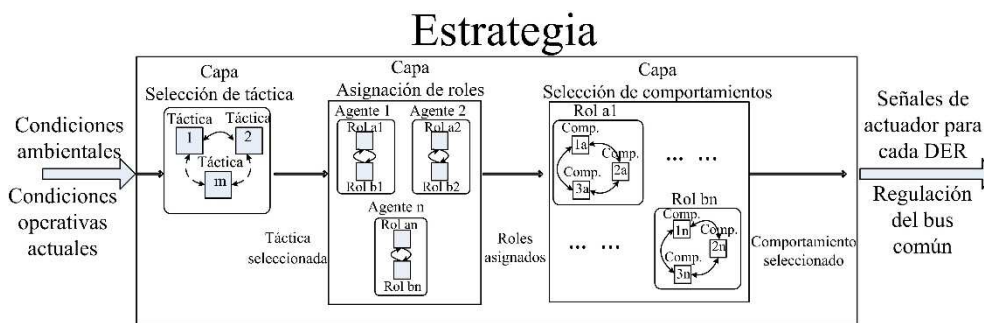 Estrategia
Condiciones
ambientales
Condiciones
operativas
actuales
Capa
Selección de táctica
Táctica
Táctica
1
2
Táctica
m
Táctica
seleccionada
Capa
Asignación de roles
Agente 1
Agente 2
Rol a1
Rol a2
Rol b1
Rol b2
Agente n
Rol an
Rol bn
Roles
asignados
Capa
Selección de comportamientos
Rol a1
Comp.
1a
Comp.
2a
Comp.
3a
... ...
... ...
Rol bn
Comp.
1n
Comp.
2n
Comp.
3n
Comportamiento
seleccionado
Señales de
actuador para
cada DER
Regulación
del bus
común